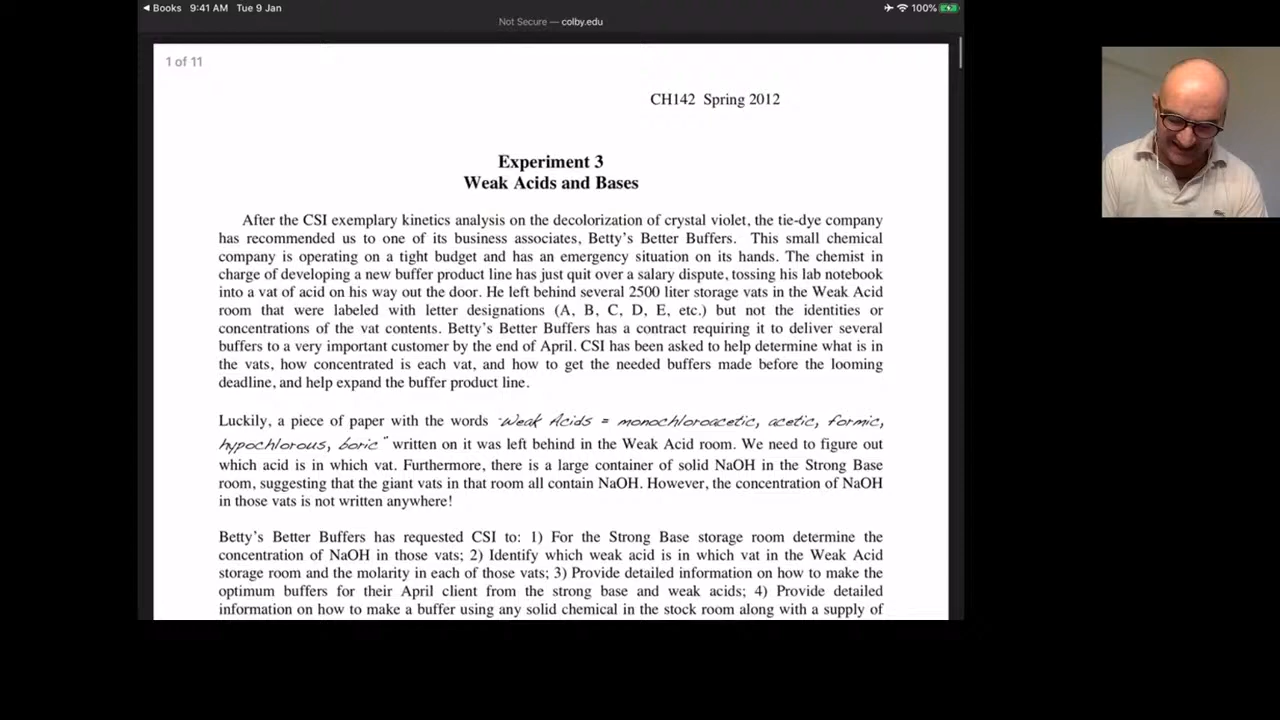 ◀ Books 9:41 AM Tue 9 Jan 100%
Not Secure — colby.edu
1 of 11
CH142 Spring 2012
Experiment 3
Weak Acids and Bases
After the CSI exemplary kinetics analysis on the decolorization of crystal violet, the tie-dye company
has recommended us to one of its business associates, Betty's Better Buffers. This small chemical
company is operating on a tight budget and has an emergency situation on its hands. The chemist in
charge of developing a new buffer product line has just quit over a salary dispute, tossing his lab notebook
into a vat of acid on his way out the door. He left behind several 2500 liter storage vats in the Weak Acid
room that were labeled with letter designations (A, B, C, D, E, etc.) but not the identities or
concentrations of the vat contents. Betty's Better Buffers has a contract requiring it to deliver several
buffers to a very important customer by the end of April. CSI has been asked to help determine what is in
the vats, how concentrated is each vat, and how to get the needed buffers made before the looming
deadline, and help expand the buffer product line.
Luckily, a piece of paper with the words "Weak Acids = monochloroacetic, acetic, formic,
hypochlorous, boric" written on it was left behind in the Weak Acid room. We need to figure out
which acid is in which vat. Furthermore, there is a large container of solid NaOH in the Strong Base
room, suggesting that the giant vats in that room all contain NaOH. However, the concentration of NaOH
in those vats is not written anywhere!
Betty's Better Buffers has requested CSI to: 1) For the Strong Base storage room determine the
concentration of NaOH in those vats; 2) Identify which weak acid is in which vat in the Weak Acid
storage room and the molarity in each of those vats; 3) Provide detailed information on how to make the
optimum buffers for their April client from the strong base and weak acids; 4) Provide detailed
information on how to make a buffer using any solid chemical in the stock room along with a supply of